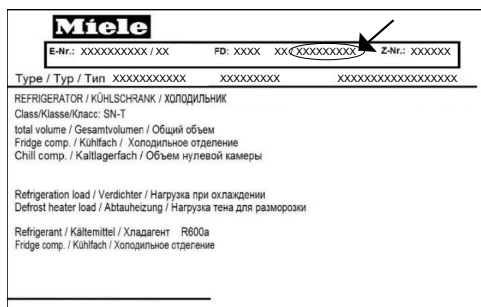 Miele
E-Nr.: XXXXXXXXXX / XX FD: XXXX XX XXXXXXXXX Z-Nr.: XXXXXX
Type / Typ / Тип XXXXXXXXXXX XXXXXXXXX XXXXXXXXXXXXXXXXXX
REFRIGERATOR / KÜHLSCHRANK / ХОЛОДИЛЬНИК
Class/Klasse/Класс: SN-T
total volume / Gesamtvolumen / Общий объем
Fridge comp. / Kühlfach / Холодильное отделение
Chill comp. / Kaltlagerfach / Объем нулевой камеры
Refrigeration load / Verdichter / Нагрузка при охлаждении
Defrost heater load / Abtauheizung / Нагрузка тена для разморозки
Refrigerant / Kältemittel / Хладагент R600a
Fridge comp. / Kühlfach / Холодильное отделение